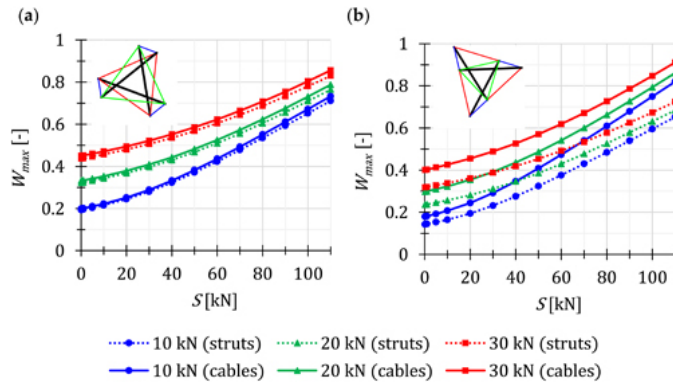 (a)
1
0.8
0.6
0.4
0.2
0
W_max [-]
0 20 40 60 80 100
S [kN]
(b)
1
0.8
0.6
0.4
0.2
0
W_max [-]
0 20 40 60 80 100
S [kN]
10 kN (struts) 20 kN (struts) 30 kN (struts)
10 kN (cables) 20 kN (cables) 30 kN (cables)